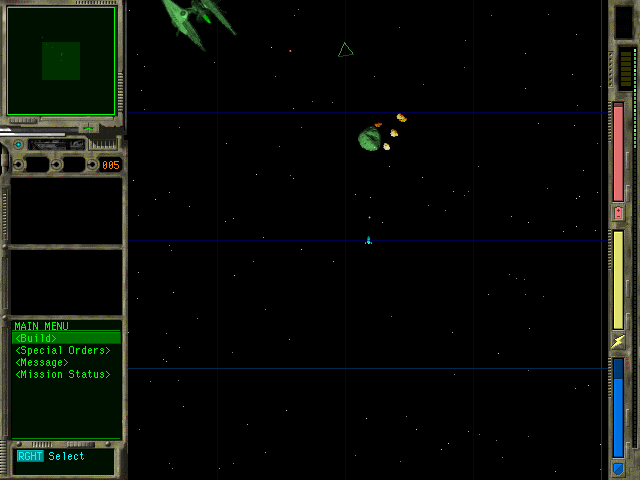 005
MAIN MENU
<Build>
<Special Orders>
<Message>
<Mission Status>
RGHT Select